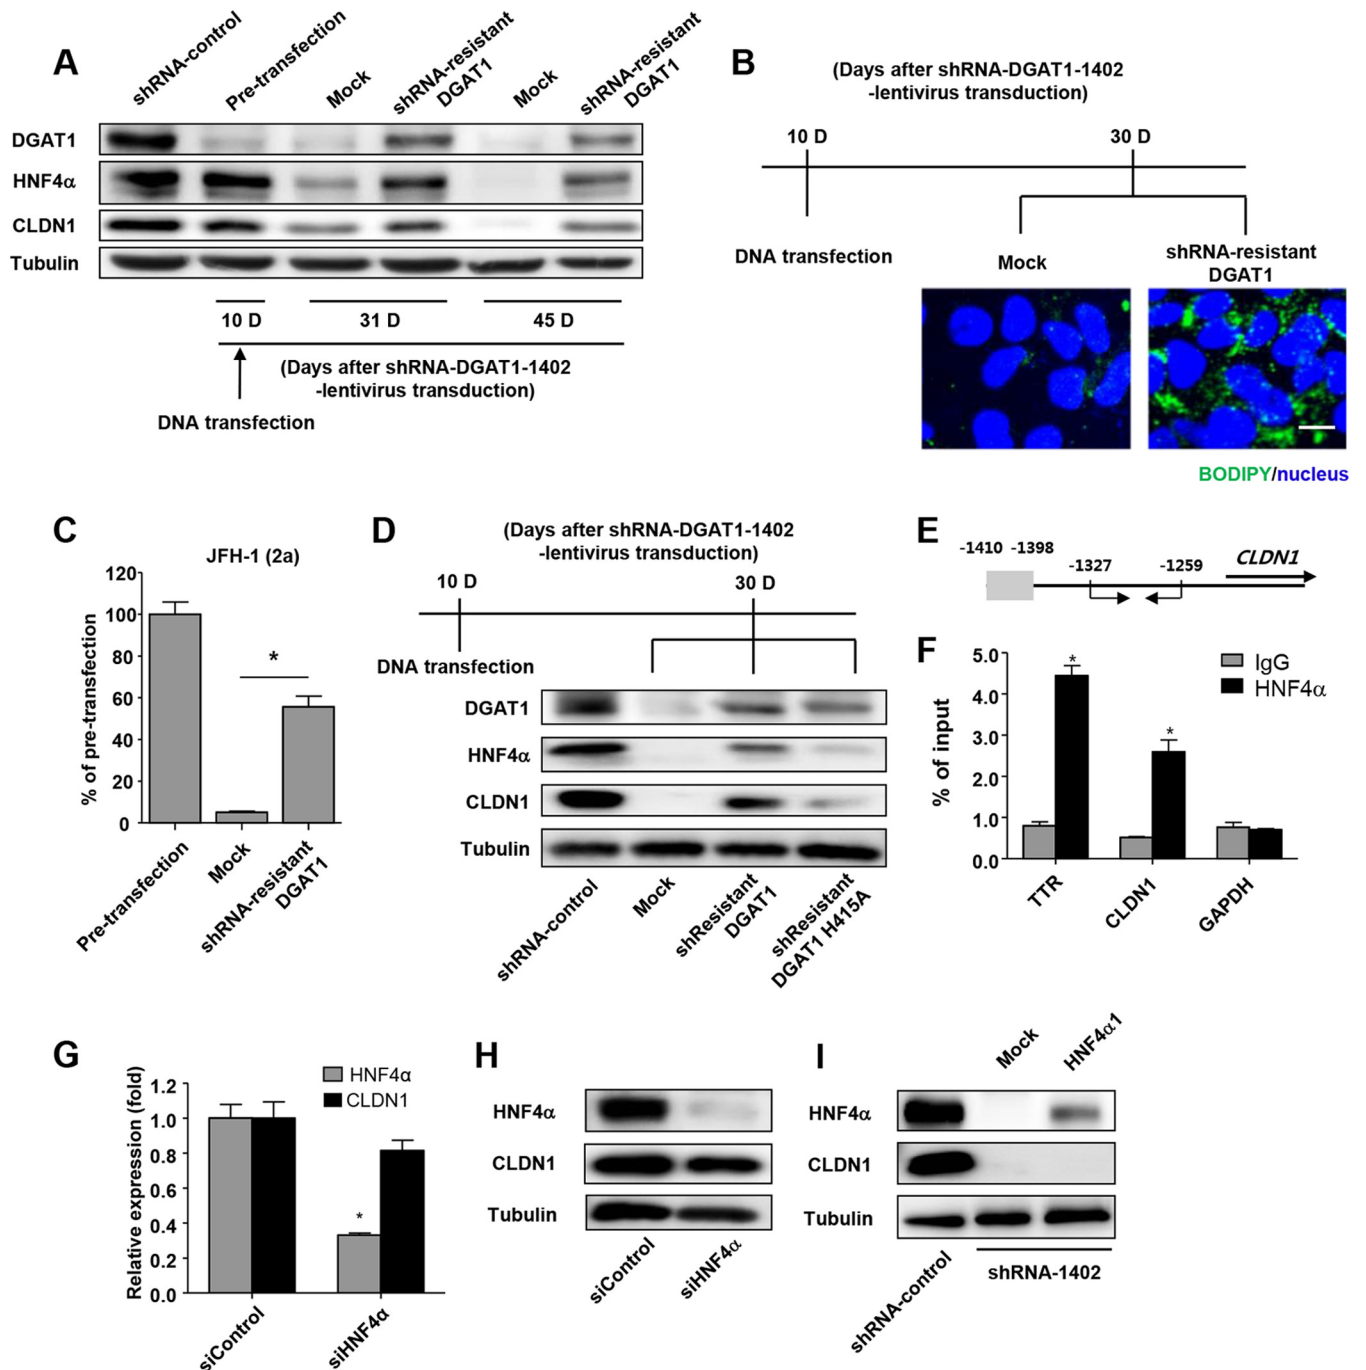 A
shRNA-control
Pre-transfection
Mock
shRNA-resistant
DGAT1
Mock
shRNA-resistant
DGAT1
DGAT1
HNF4α
CLDN1
Tubulin
10 D
31 D
45 D
(Days after shRNA-DGAT1-1402
-lentivirus transduction)
DNA transfection
B
(Days after shRNA-DGAT1-1402
-lentivirus transduction)
10 D
30 D
DNA transfection
Mock
shRNA-resistant
DGAT1
BODIPY/nucleus
C
JFH-1 (2a)
% of pre-transfection
120
100
80
60
40
20
0
*
Pre-transfection
Mock
shRNA-resistant
DGAT1
D
(Days after shRNA-DGAT1-1402
-lentivirus transduction)
10 D
30 D
DNA transfection
DGAT1
HNF4α
CLDN1
Tubulin
shRNA-control
Mock
shResistant
DGAT1
shResistant
DGAT1 H415A
E
-1410 -1398
-1327
-1259
CLDN1
F
% of input
5.0
4.0
3.0
2.0
1.0
0.0
*
*
IgG
HNF4α
TTR
CLDN1
GAPDH
G
Relative expression (fold)
1.2
1.0
0.8
0.6
0.4
0.2
0.0
HNF4α
CLDN1
*
siControl
siHNF4α
H
HNF4α
CLDN1
Tubulin
siControl
siHNF4α
I
Mock
HNF4α1
HNF4α
CLDN1
Tubulin
shRNA-control
shRNA-1402